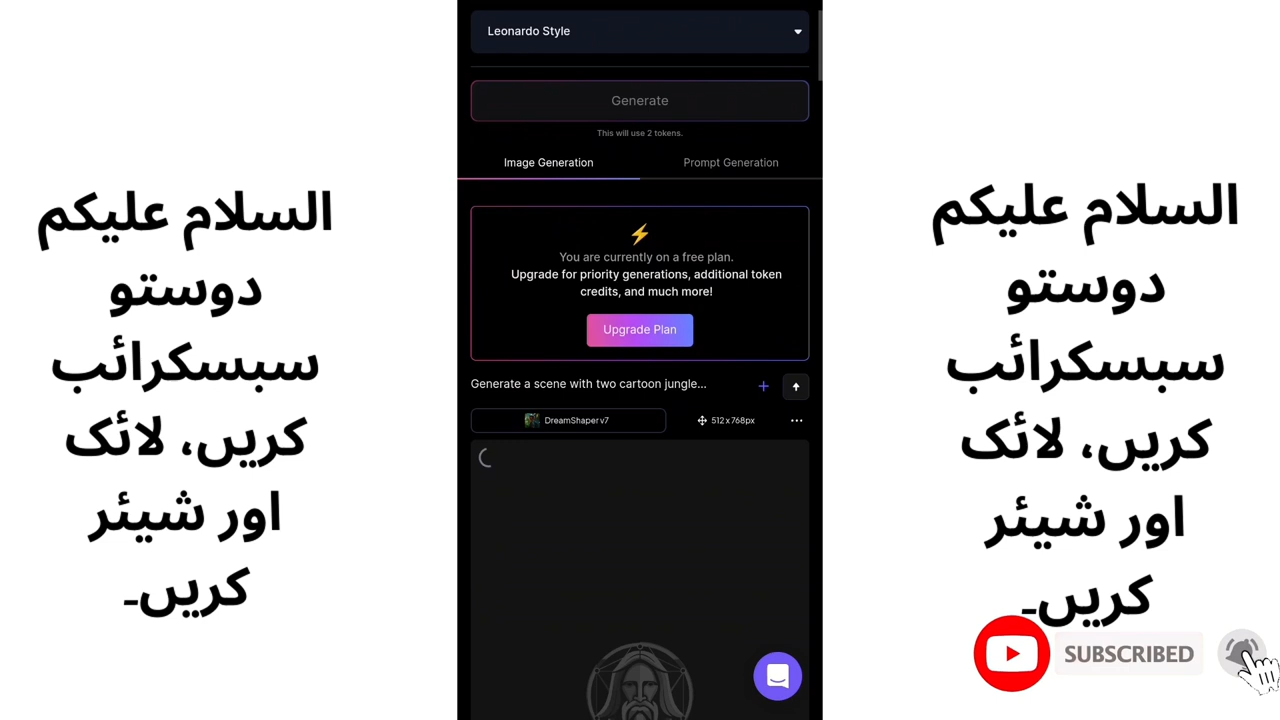 السلام علیکم
دوستو
سبسکرائب
کریں، لائک
اور شیئر
کریں۔
Leonardo Style
Generate
This will use 2 tokens.
Image Generation
Prompt Generation
You are currently on a free plan.
Upgrade for priority generations, additional token
credits, and much more!
Upgrade Plan
Generate a scene with two cartoon jungle...
DreamShaper v7
512 x 768px
السلام علیکم
دوستو
سبسکرائب
کریں، لائک
اور شیئر
کریں۔
SUBSCRIBED